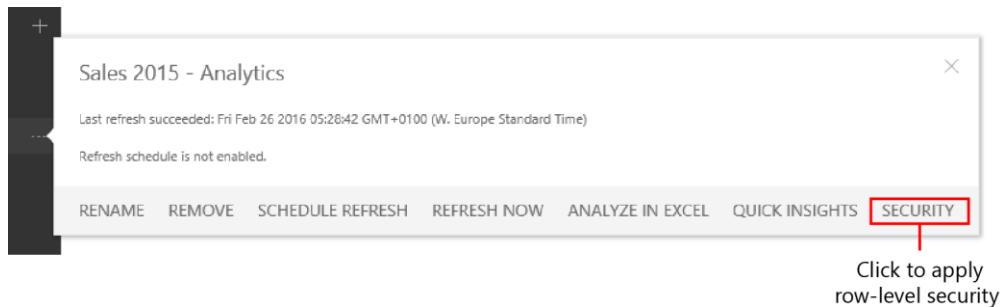 Sales 2015 - Analytics
Last refresh succeeded: Fri Feb 26 2016 05:28:42 GMT+0100 (W. Europe Standard Time)
Refresh schedule is not enabled.
RENAME REMOVE SCHEDULE REFRESH REFRESH NOW ANALYZE IN EXCEL QUICK INSIGHTS SECURITY
Click to apply
row-level security